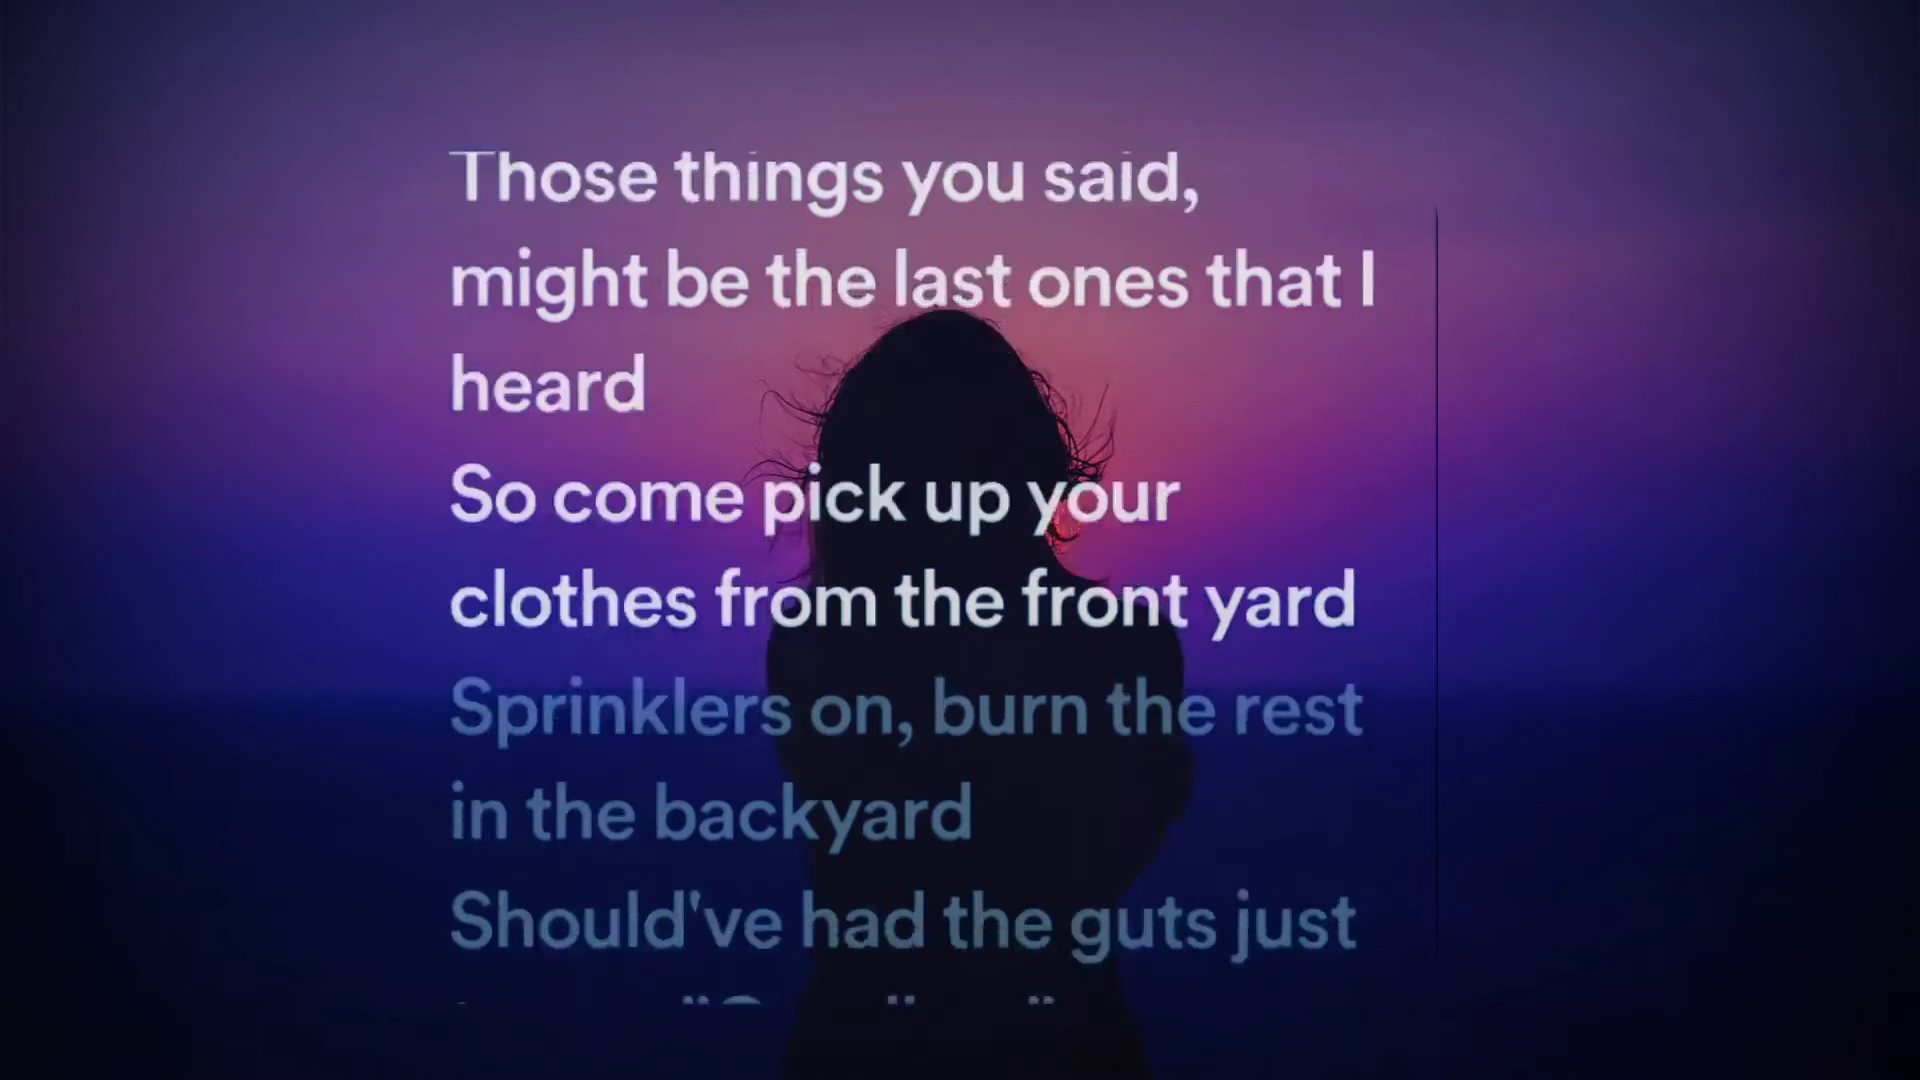 Those things you said,
might be the last ones that I
heard
So come pick up your
clothes from the front yard
Sprinklers on, burn the rest
in the backyard
Should've had the guts just